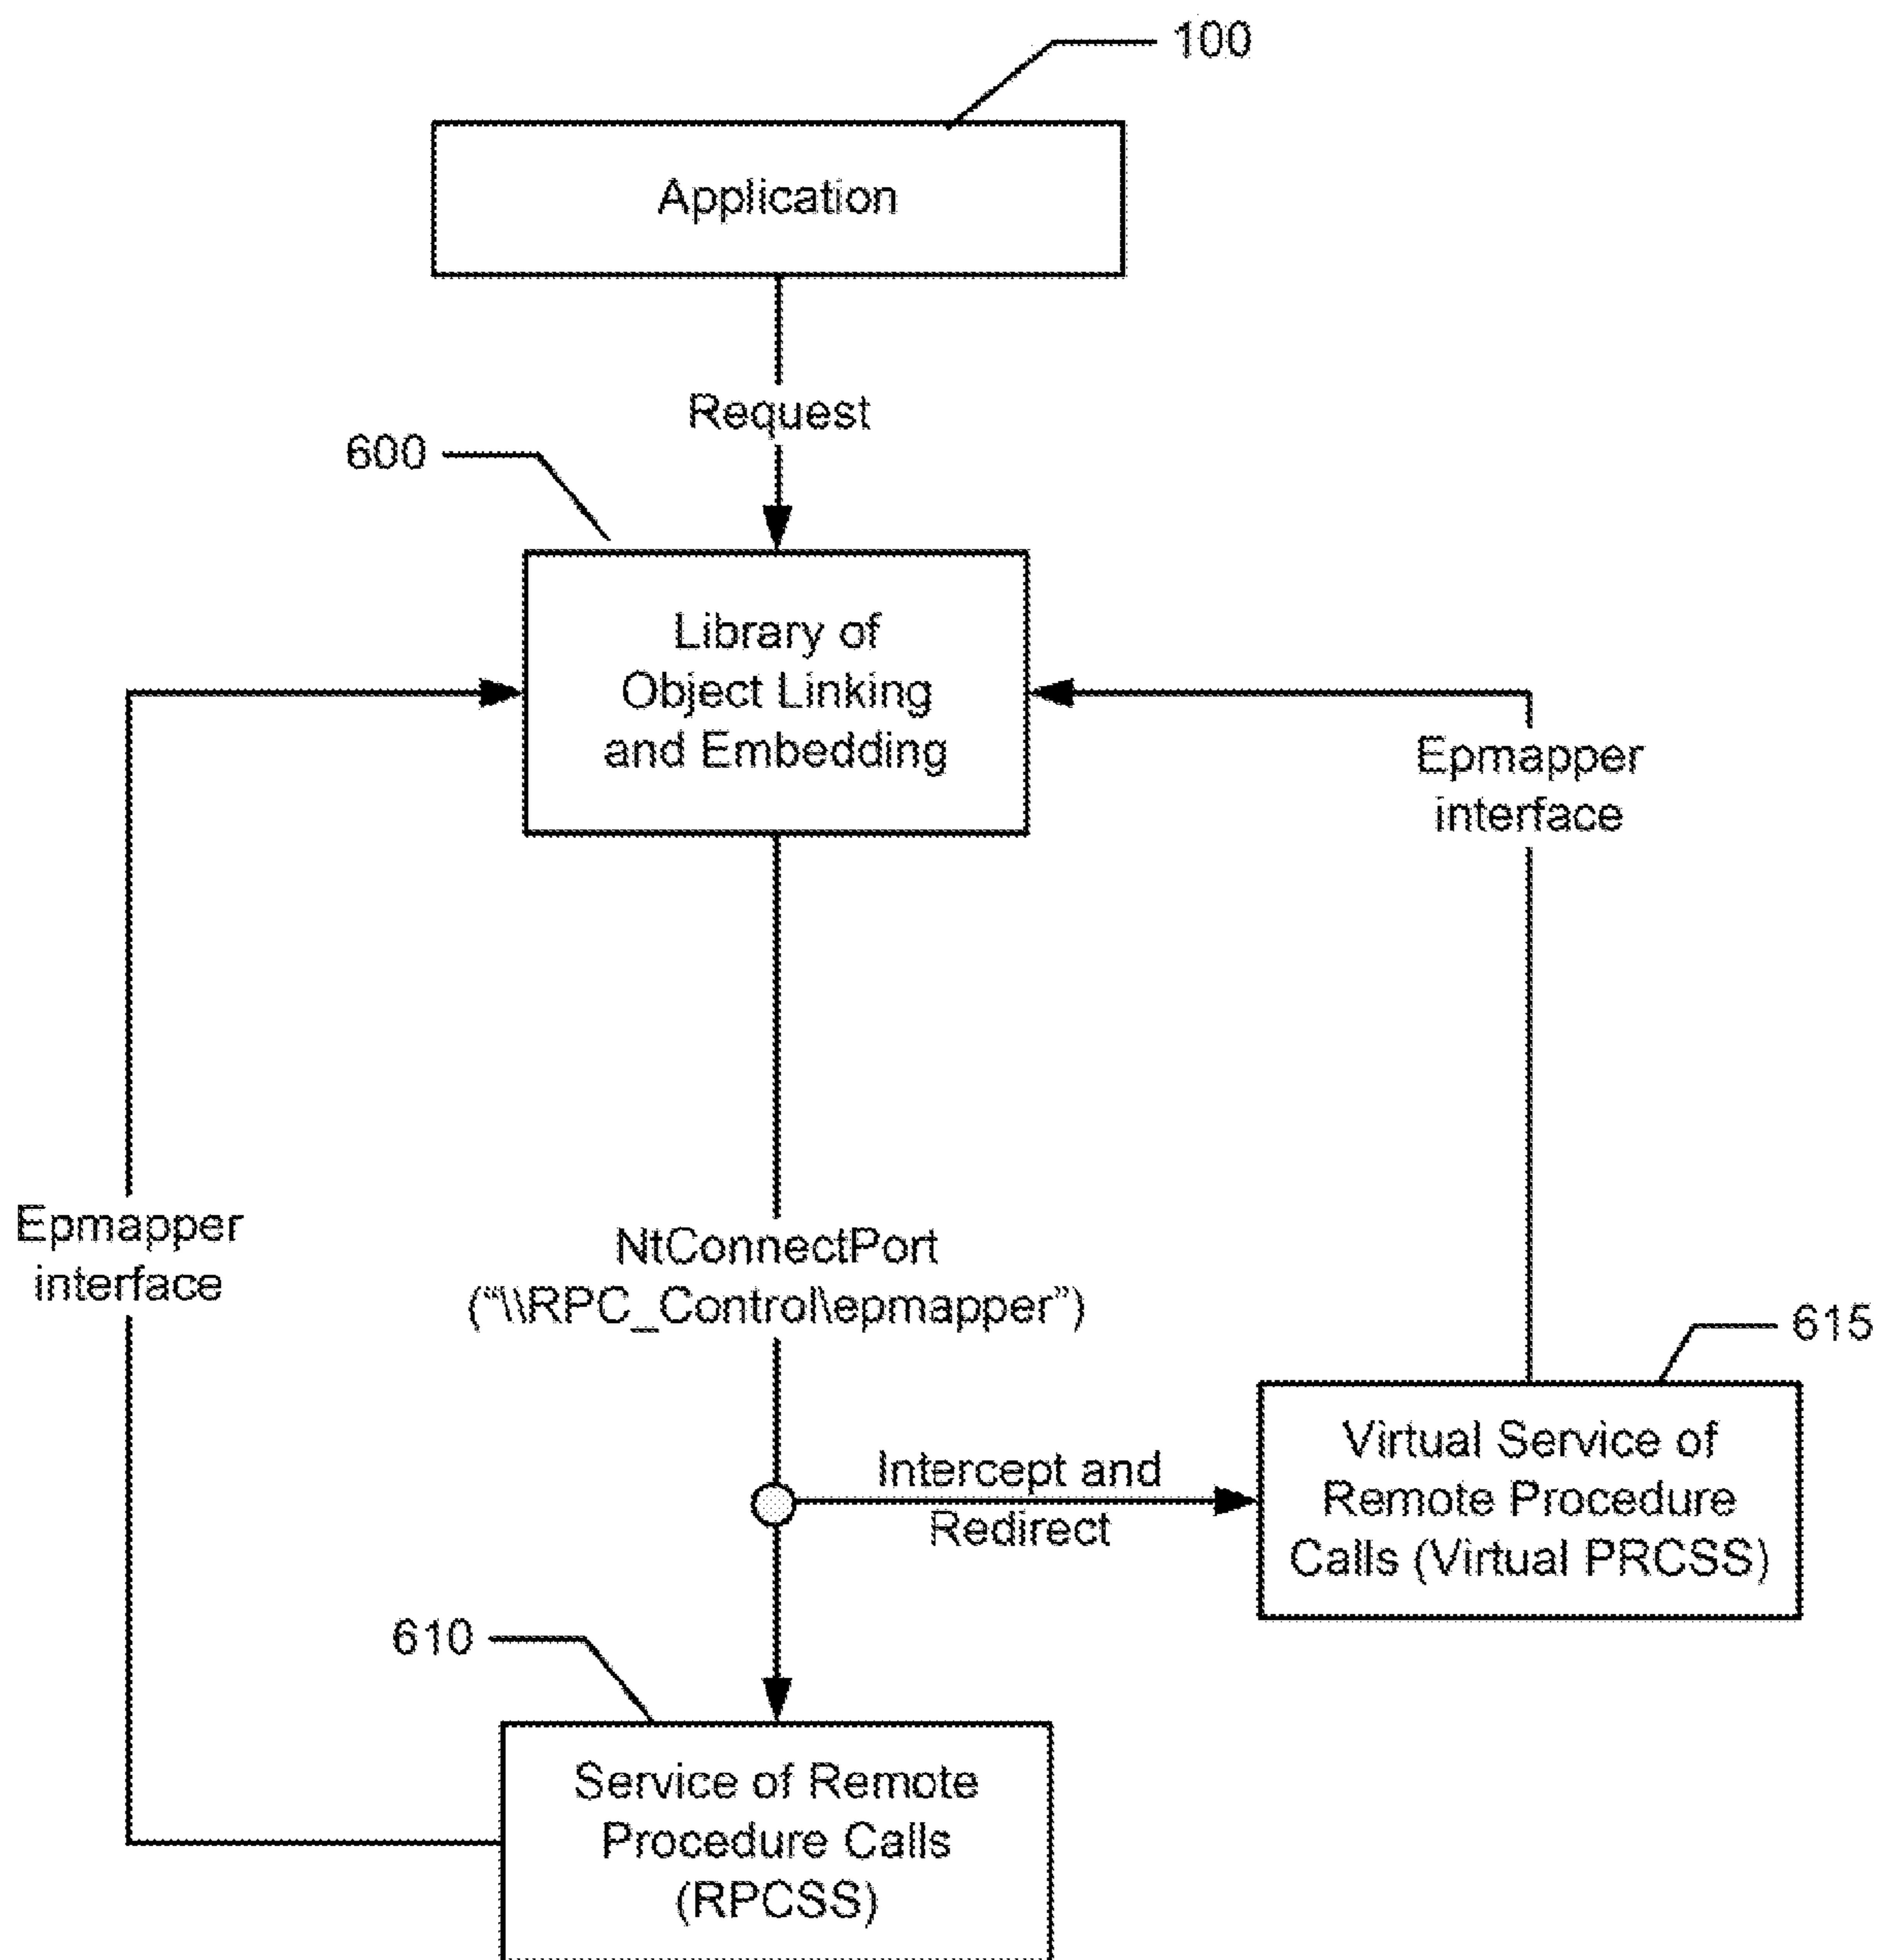 100
Application
Request
600
Library of
Object Linking
and Embedding
Epmapper
interface
Epmapper
interface
NtConnectPort
(“\\RPC_Control\epmapper”)
615
Virtual Service of
Remote Procedure
Calls (Virtual PRCSS)
Intercept and
Redirect
610
Service of Remote
Procedure Calls
(RPCSS)